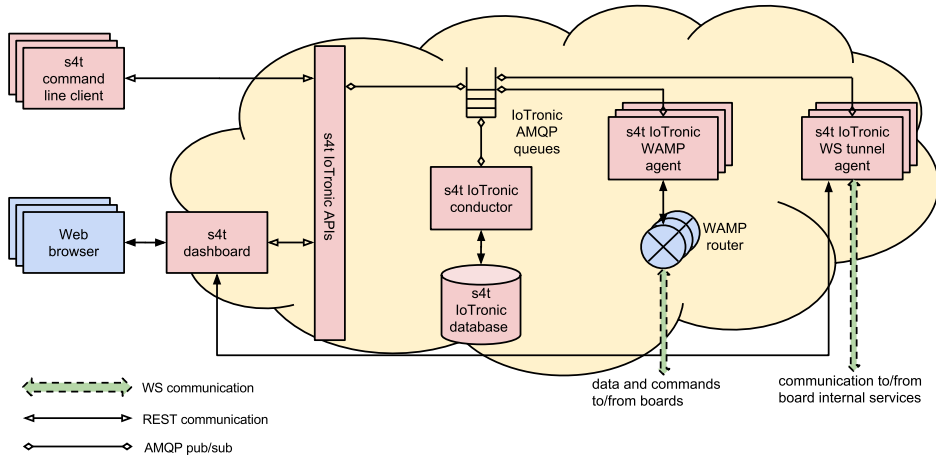 s4t
command
line client
s4t IoTronic APIs
IoTronic
AMQP
queues
s4t IoTronic
WAMP
agent
s4t IoTronic
WS tunnel
agent
s4t IoTronic
conductor
Web
browser
s4t
dashboard
WAMP
router
s4t
IoTronic
database
WS communication
REST communication
AMQP pub/sub
data and commands
to/from boards
communication to/from
board internal services